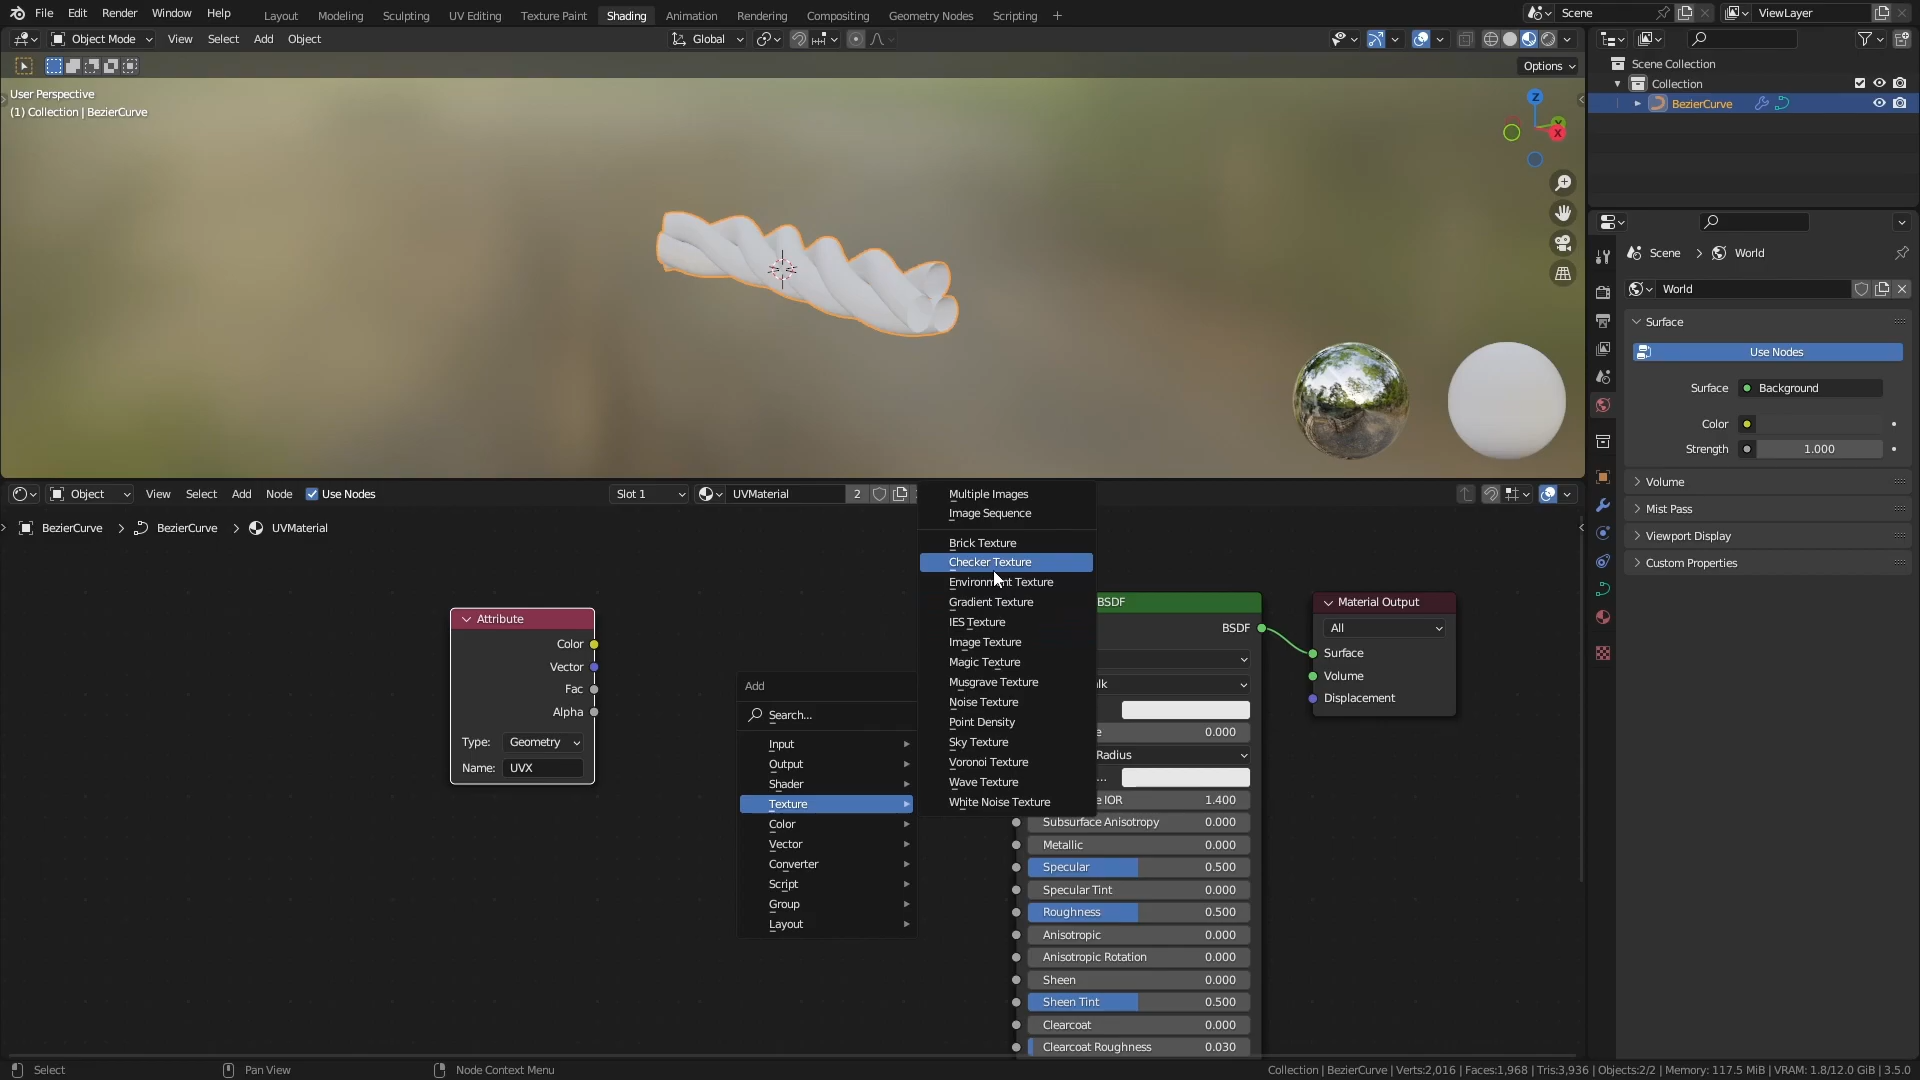 File Edit Render Window Help Layout Modeling Sculpting UV Editing Texture Paint Shading Animation Rendering Compositing Geometry Nodes Scripting + Scene ViewLayer
Object Mode View Select Add Object Global
Options
User Perspective
(1) Collection | BezierCurve
Z
Y
X
Scene Collection
Collection
BezierCurve
Scene > World
World
Surface
Use Nodes
Surface Background
Color
Strength 1.000
Volume
Mist Pass
Viewport Display
Custom Properties
Object View Select Add Node Use Nodes Slot 1 UVMaterial 2
BezierCurve > BezierCurve > UVMaterial
Attribute
Color
Vector
Fac
Alpha
Type: Geometry
Name: UVX
Add
Search...
Input
Output
Shader
Texture
Color
Vector
Converter
Script
Group
Layout
Multiple Images
Image Sequence
Brick Texture
Checker Texture
Environment Texture
Gradient Texture
IES Texture
Image Texture
Magic Texture
Musgrave Texture
Noise Texture
Point Density
Sky Texture
Voronoi Texture
Wave Texture
White Noise Texture
BSDF
BSDF
lk
e 0.000
Radius
...
e IOR 1.400
Subsurface Anisotropy 0.000
Metallic 0.000
Specular 0.500
Specular Tint 0.000
Roughness 0.500
Anisotropic 0.000
Anisotropic Rotation 0.000
Sheen 0.000
Sheen Tint 0.500
Clearcoat 0.000
Clearcoat Roughness 0.030
Material Output
All
Surface
Volume
Displacement
Select Pan View Node Context Menu Collection | BezierCurve | Verts:2,016 | Faces:1,968 | Tris:3,936 | Objects:2/2 | Memory: 117.5 MiB | VRAM: 1.8/12.0 GiB | 3.5.0